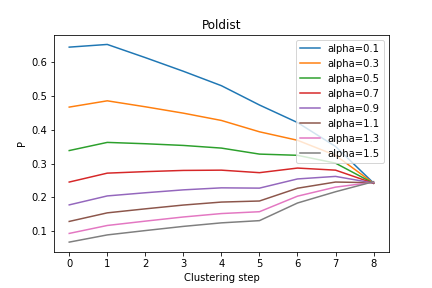 Poldist
P
0.6
0.5
0.4
0.3
0.2
0.1
alpha=0.1
alpha=0.3
alpha=0.5
alpha=0.7
alpha=0.9
alpha=1.1
alpha=1.3
alpha=1.5
0 1 2 3 4 5 6 7 8
Clustering step